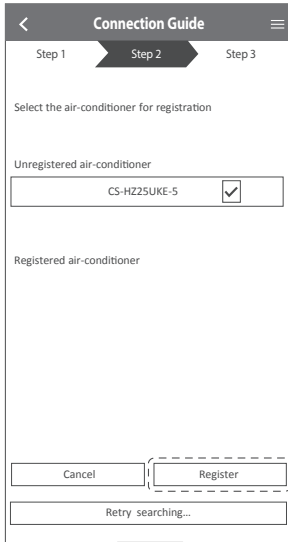 Connection Guide
Step 1 Step 2 Step 3
Select the air-conditioner for registration
Unregistered air-conditioner
CS-HZ25UKE-5
Registered air-conditioner
Cancel Register
Retry searching...